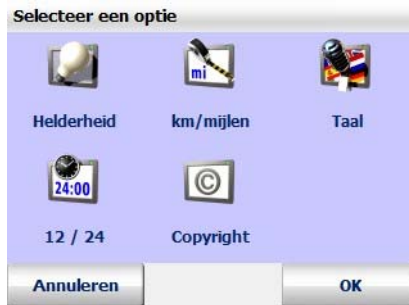 Selecteer een optie
mi
Helderheid km/mijlen Taal
24:00
©
12 / 24 Copyright
Annuleren OK